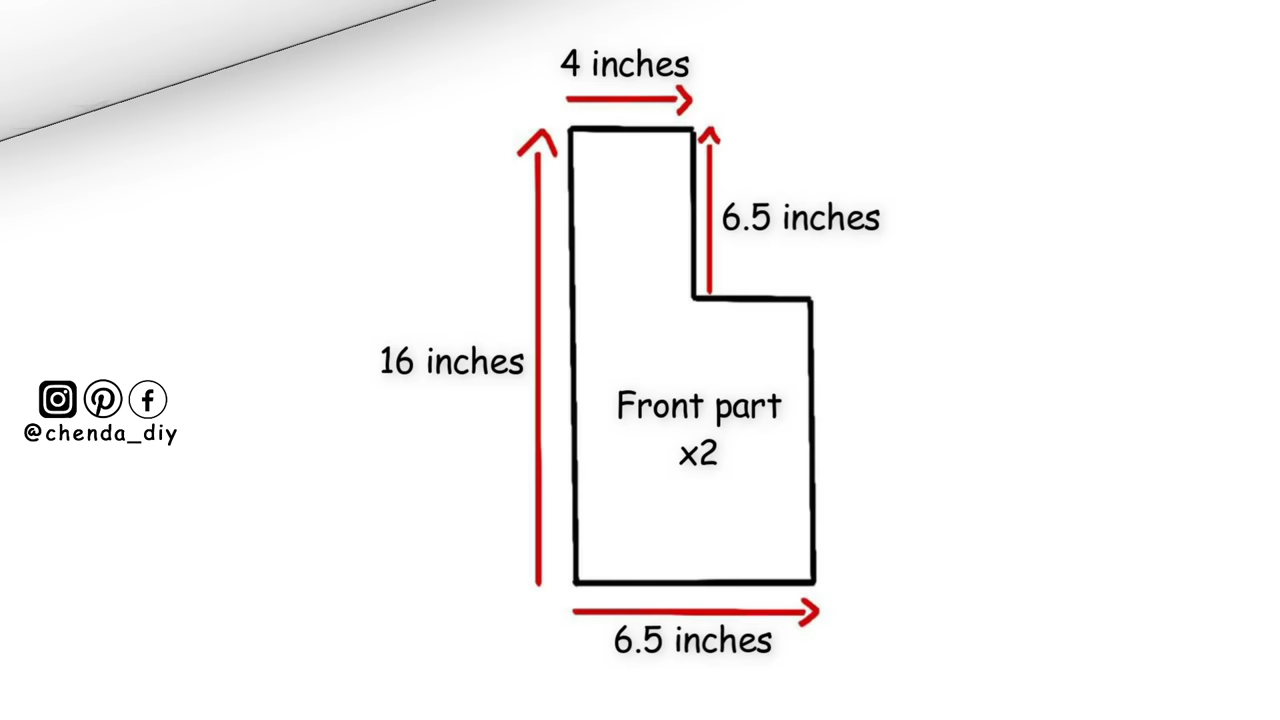 4 inches
6.5 inches
16 inches
Front part
x2
@chenda_diy
6.5 inches